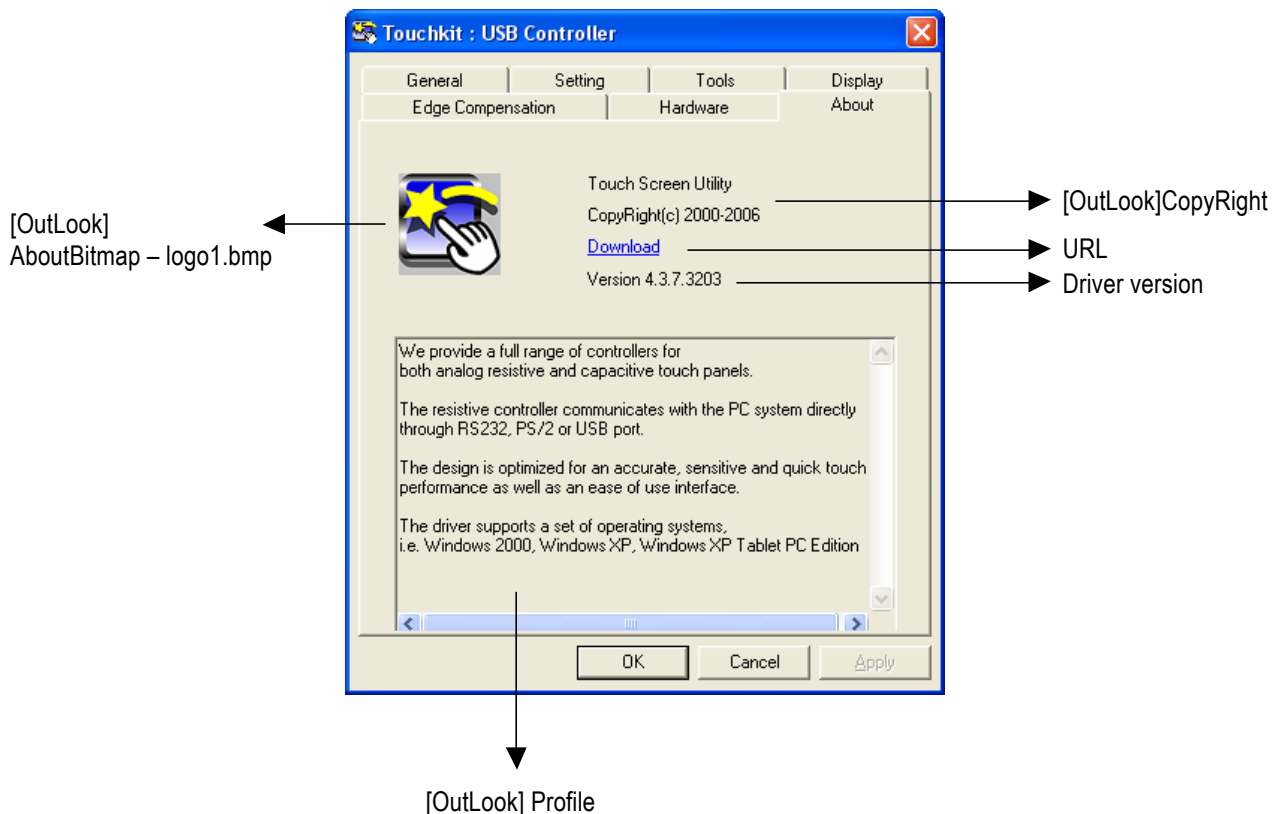 Touchkit : USB Controller
General Setting Tools Display
Edge Compensation Hardware About
Touch Screen Utility
CopyRight(c) 2000-2006
Download
Version 4.3.7.3203
[OutLook]
AboutBitmap – logo1.bmp
[OutLook]CopyRight
URL
Driver version
We provide a full range of controllers for
both analog resistive and capacitive touch panels.
The resistive controller communicates with the PC system directly
through RS232, PS/2 or USB port.
The design is optimized for an accurate, sensitive and quick touch
performance as well as an ease of use interface.
The driver supports a set of operating systems,
i.e. Windows 2000, Windows XP, Windows XP Tablet PC Edition
OK Cancel Apply
[OutLook] Profile